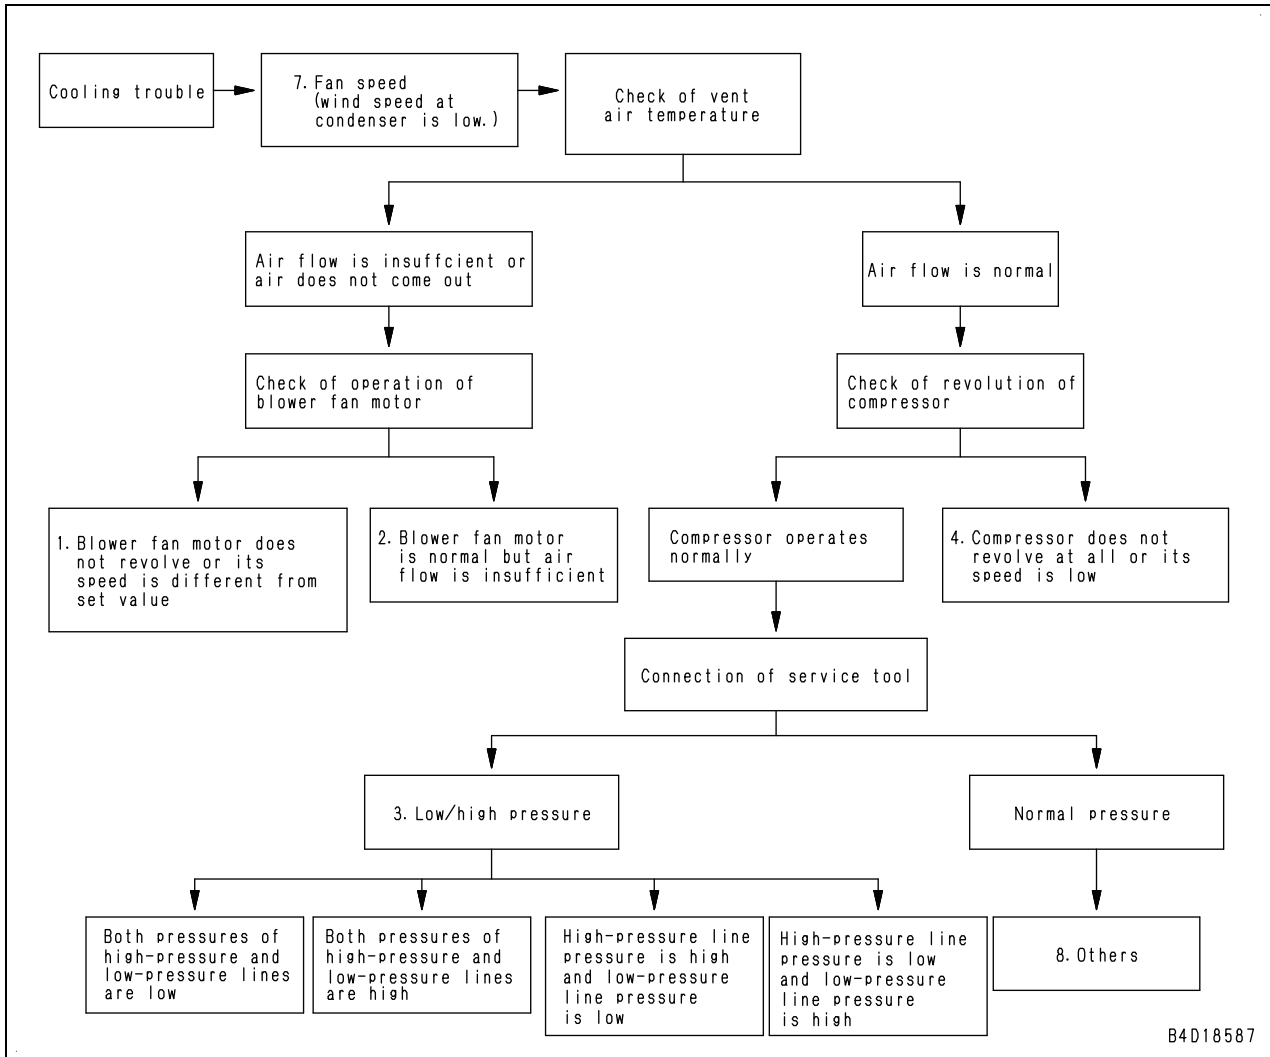 Cooling trouble
7. Fan speed
(wind speed at
condenser is low.)
Check of vent
air temperature
Air flow is insuffcient or
air does not come out
Air flow is normal
Check of operation of
blower fan motor
Check of revolution of
compressor
1. Blower fan motor does
not revolve or its
speed is different from
set value
2. Blower fan motor
is normal but air
flow is insufficient
Compressor operates
normally
4. Compressor does not
revolve at all or its
speed is low
Connection of service tool
3. Low/high pressure
Normal pressure
Both pressures of
high-pressure and
low-pressure lines
are low
Both pressures of
high-pressure and
low-pressure lines
are high
High-pressure line
pressure is high
and low-pressure
line pressure
is low
High-pressure line
pressure is low
and low-pressure
line pressure
is high
8. Others
B4D18587